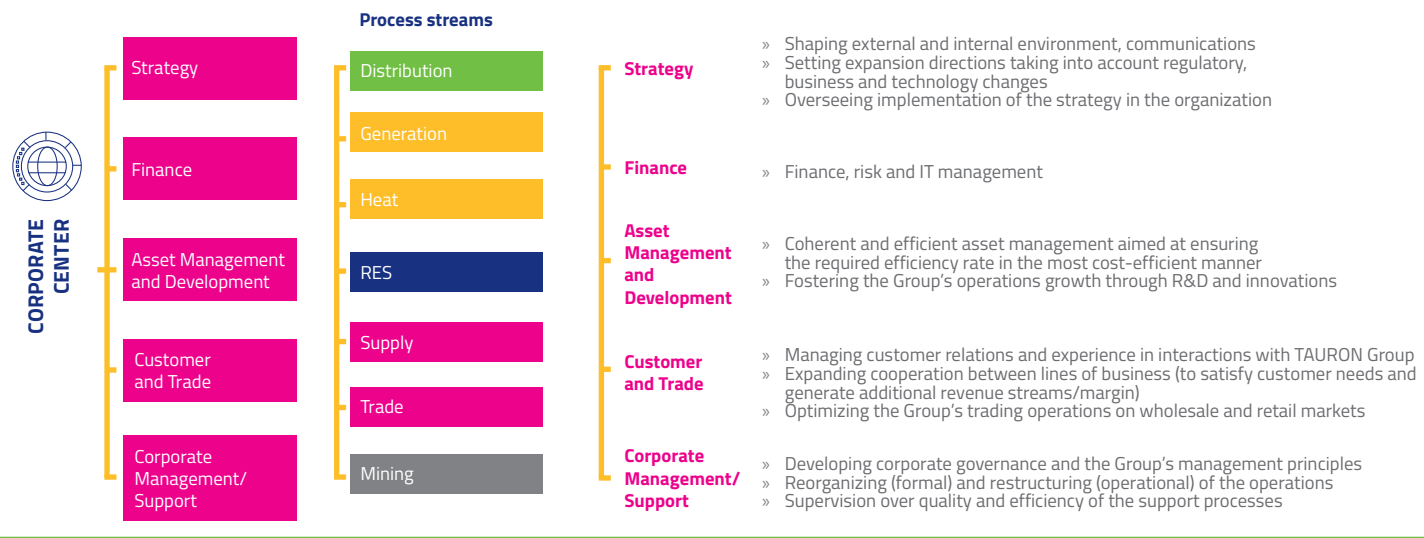 CORPORATE
CENTER
Strategy
Finance
Asset Management
and Development
Customer
and Trade
Corporate
Management/
Support
Process streams
Distribution
Generation
Heat
RES
Supply
Trade
Mining
Strategy
» Shaping external and internal environment, communications
» Setting expansion directions taking into account regulatory,
business and technology changes
» Overseeing implementation of the strategy in the organization
Finance
» Finance, risk and IT management
Asset
Management
and
Development
» Coherent and efficient asset management aimed at ensuring
the required efficiency rate in the most cost-efficient manner
» Fostering the Group’s operations growth through R&D and innovations
Customer
and Trade
» Managing customer relations and experience in interactions with TAURON Group
» Expanding cooperation between lines of business (to satisfy customer needs and
generate additional revenue streams/margin)
» Optimizing the Group’s trading operations on wholesale and retail markets
Corporate
Management/
Support
» Developing corporate governance and the Group’s management principles
» Reorganizing (formal) and restructuring (operational) of the operations
» Supervision over quality and efficiency of the support processes